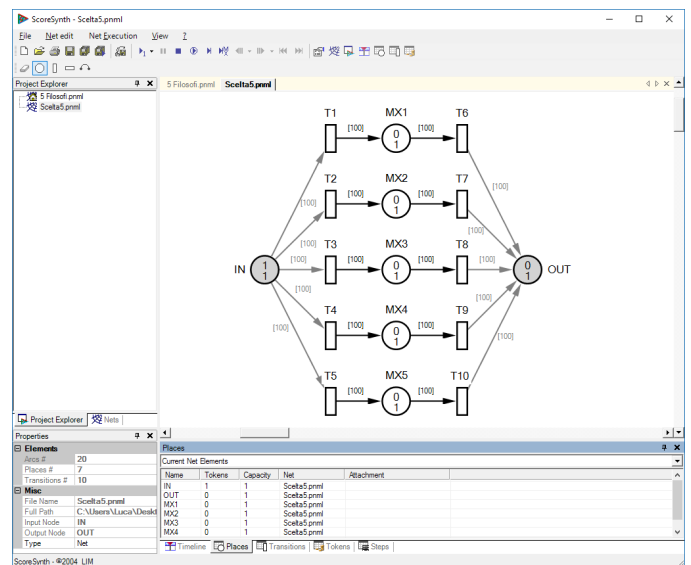 ScoreSynth - Scelta5.pnml
File Net edit Net Execution View ?
Project Explorer
5 Filosofi.pnml
Scelta5.pnml
5 Filosofi.pnml Scelta5.pnml
T1 MX1 T6
[100] 0 1 [100]
T2 MX2 T7
[100]
[100] [100] 0 1 [100]
[100]
[100] T3 MX3 T8
[100] [100] 0 1 [100] [100]
IN 1 1
0 1 OUT
T4 MX4 T9
[100] [100] 0 1 [100] [100]
T5 MX5 T10
[100] 0 1 [100]
Project Explorer Nets
Properties
Elements
Arcs # 20
Places # 7
Transitions # 10
Misc
File Name Scelta5.pnml
Full Path C:\Users\Luca\Deskt
Input Node IN
Output Node OUT
Type Net
Places
Current Net Elements
Name Tokens Capacity Net Attachment
IN 1 1 Scelta5.pnml
OUT 0 1 Scelta5.pnml
MX1 0 1 Scelta5.pnml
MX2 0 1 Scelta5.pnml
MX3 0 1 Scelta5.pnml
MX4 0 1 Scelta5.pnml
Timeline Places Transitions Tokens Steps
ScoreSynth - ©2004 LIM